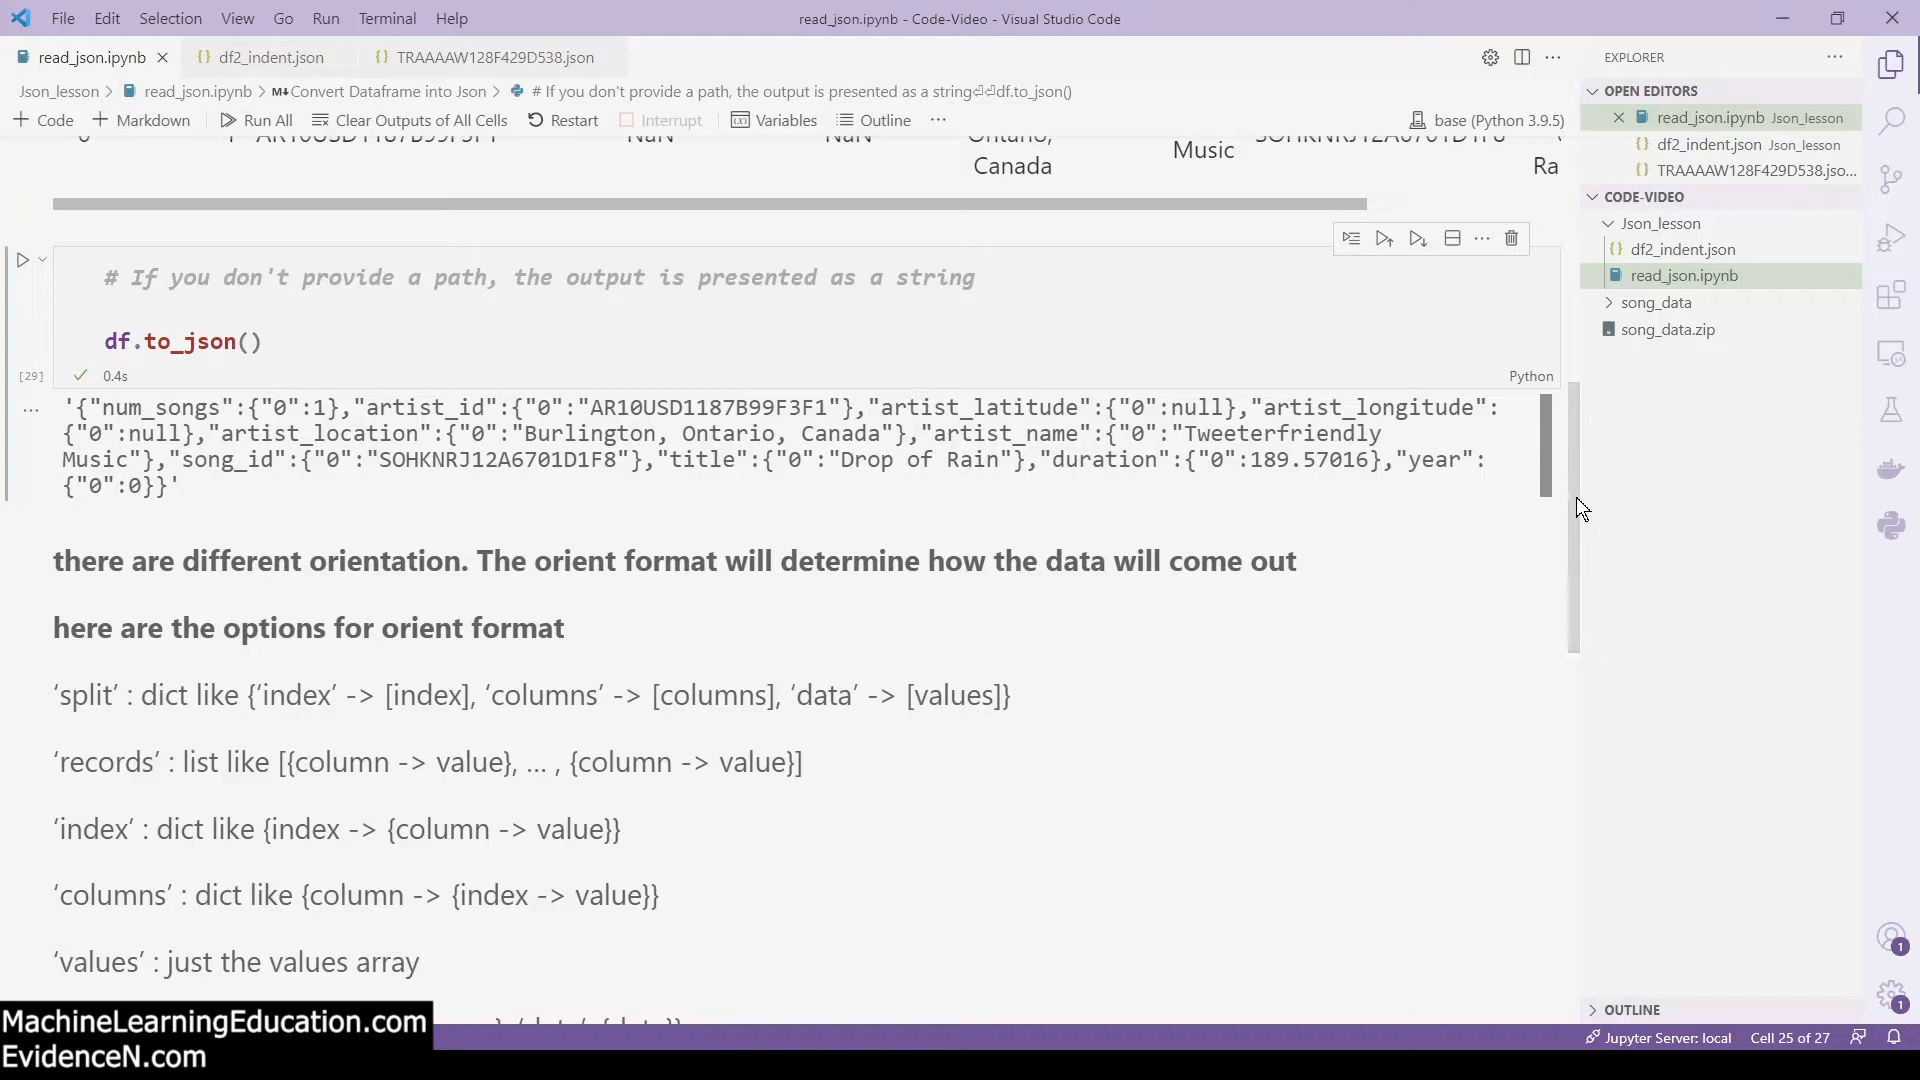 File Edit Selection View Go Run Terminal Help
read_json.ipynb - Code-Video - Visual Studio Code
read_json.ipynb
df2_indent.json
TRAAAAW128F429D538.json
Json_lesson > read_json.ipynb > M↓Convert Dataframe into Json > # If you don't provide a path, the output is presented as a string⏎⏎df.to_json()
+ Code + Markdown Run All Clear Outputs of All Cells Restart Interrupt Variables Outline ...
base (Python 3.9.5)
NaN NaN Ontario,
Canada
Music
Ra
# If you don't provide a path, the output is presented as a string
df.to_json()
[29]
0.4s
Python
'{"num_songs":{"0":1},"artist_id":{"0":"AR10USD1187B99F3F1"},"artist_latitude":{"0":null},"artist_longitude":
{"0":null},"artist_location":{"0":"Burlington, Ontario, Canada"},"artist_name":{"0":"Tweeterfriendly
Music"},"song_id":{"0":"SOHKNRJ12A6701D1F8"},"title":{"0":"Drop of Rain"},"duration":{"0":189.57016},"year":
{"0":0}}'
there are different orientation. The orient format will determine how the data will come out
here are the options for orient format
‘split’ : dict like {‘index’ -> [index], ‘columns’ -> [columns], ‘data’ -> [values]}
‘records’ : list like [{column -> value}, … , {column -> value}]
‘index’ : dict like {index -> {column -> value}}
‘columns’ : dict like {column -> {index -> value}}
‘values’ : just the values array
EXPLORER
OPEN EDITORS
read_json.ipynb Json_lesson
df2_indent.json Json_lesson
TRAAAAW128F429D538.jso...
CODE-VIDEO
Json_lesson
df2_indent.json
read_json.ipynb
song_data
song_data.zip
1
1
OUTLINE
Jupyter Server: local Cell 25 of 27
MachineLearningEducation.com
EvidenceN.com